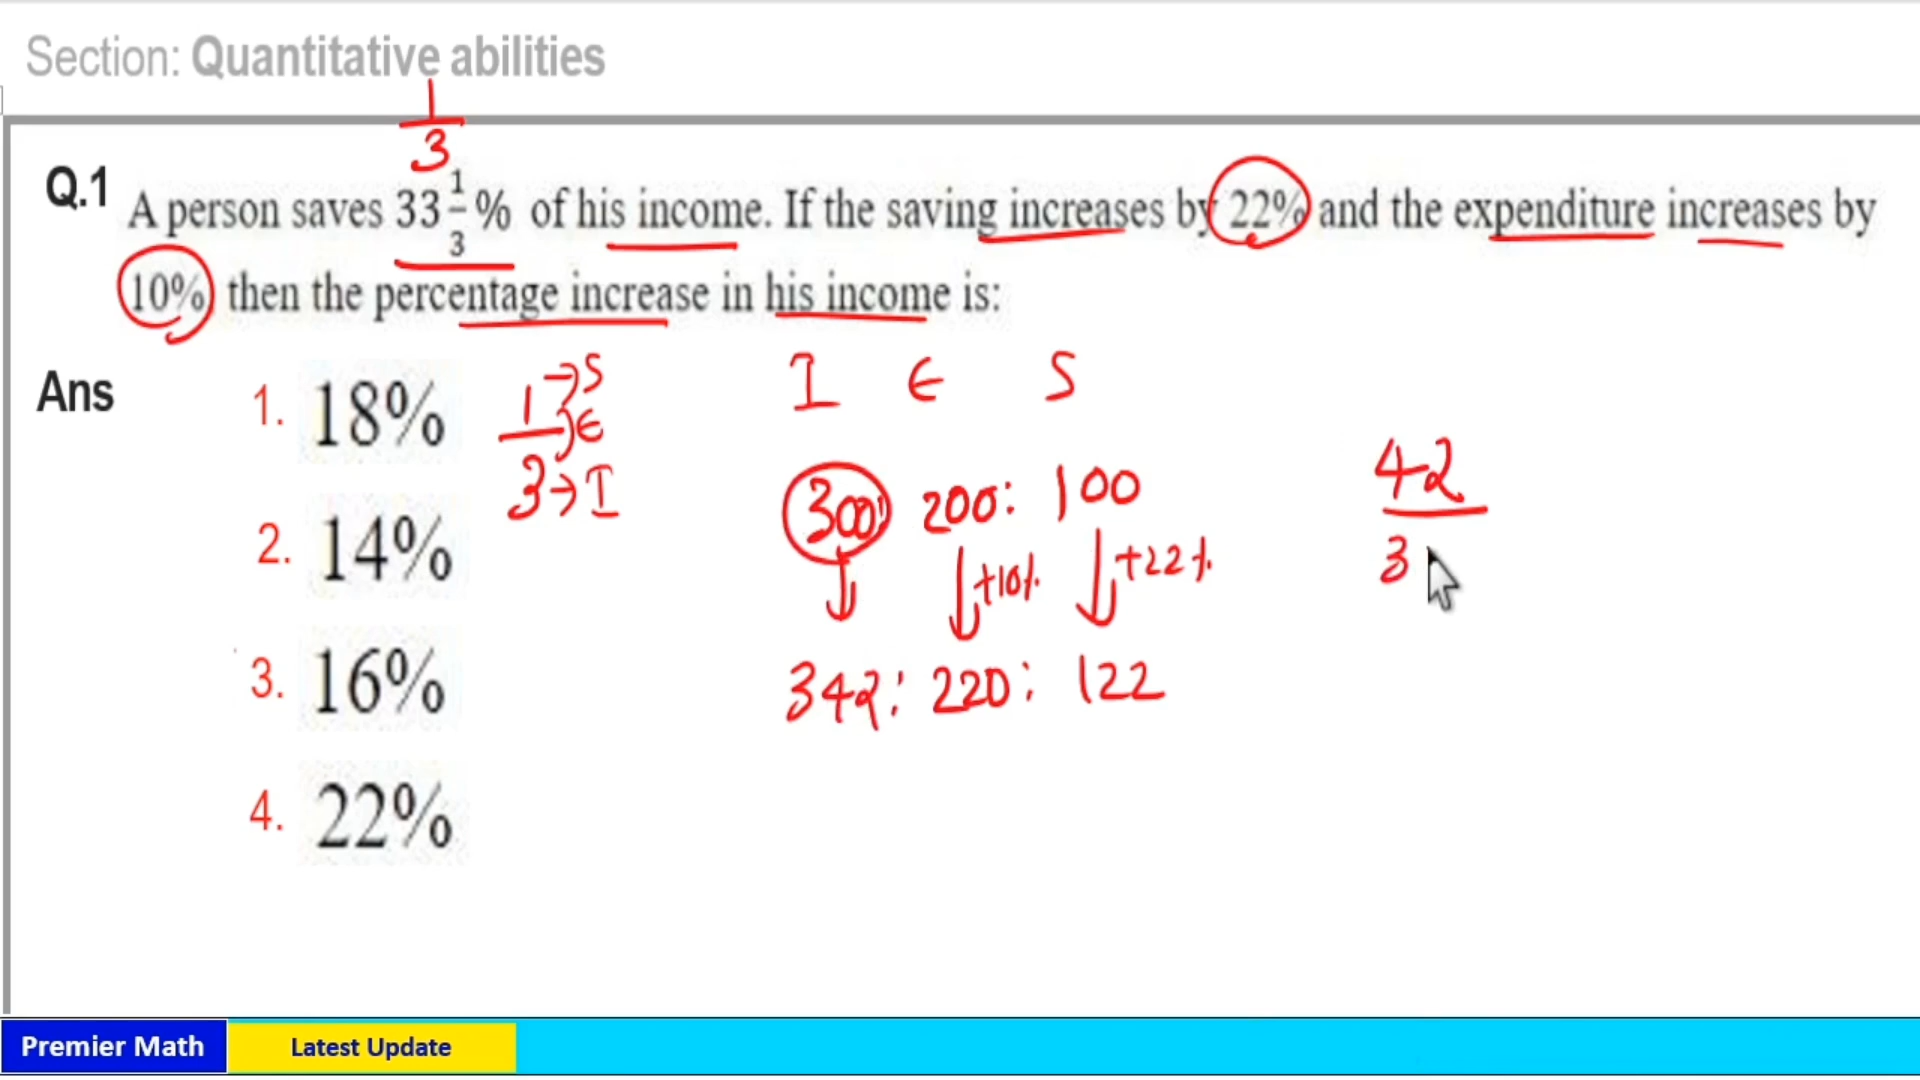 Section: Quantitative abilities
1
3
Q.1 A person saves 33 1/3 % of his income. If the saving increases by 22% and the expenditure increases by
10% then the percentage increase in his income is:
Ans
1. 18%
2. 14%
3. 16%
4. 22%
1 → S
) E
3 → I
I E S
300: 200: 100
+10% +22%
342: 220: 122
42
3
Premier Math
Latest Update